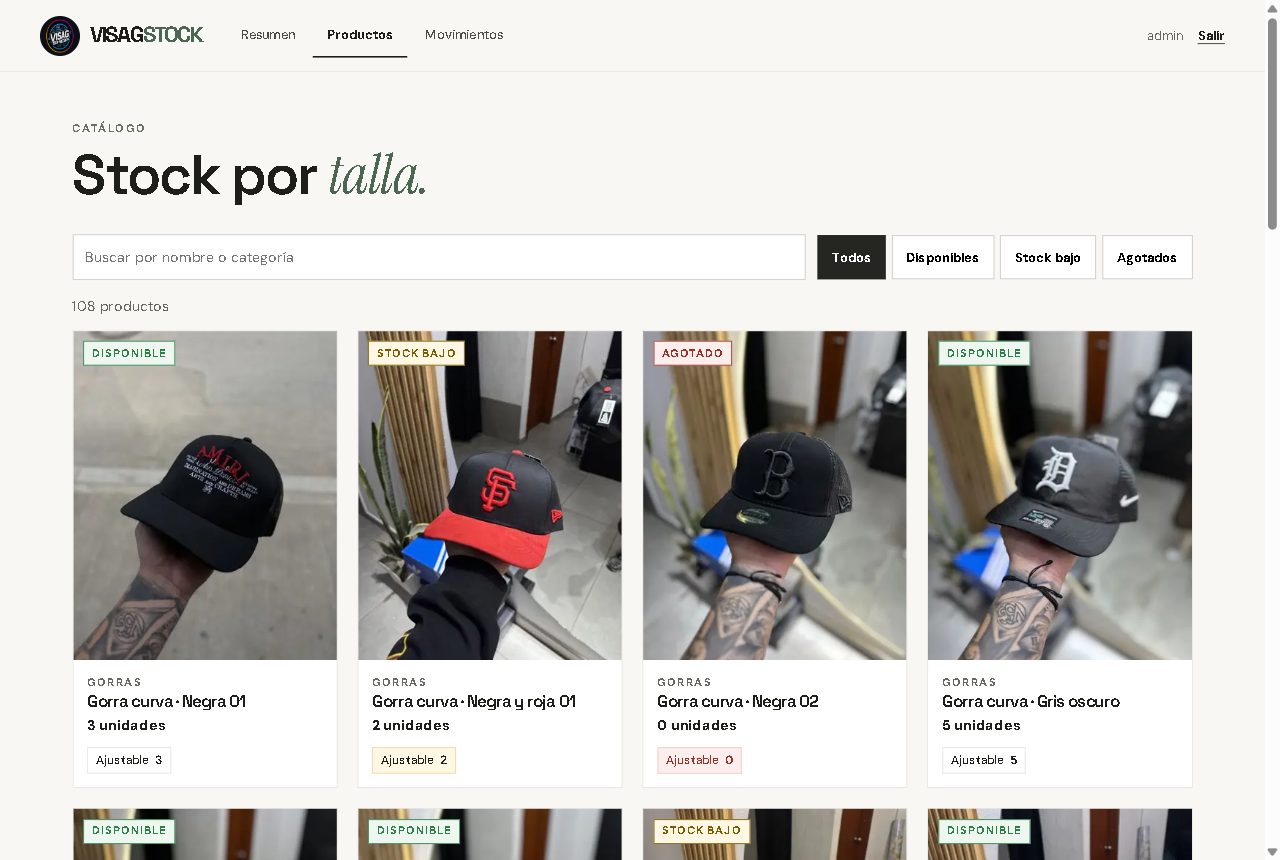 VISAG
VISAGSTOCK
Resumen
Productos
Movimientos
admin
Salir
CATÁLOGO
Stock por talla.
Buscar por nombre o categoría
Todos
Disponibles
Stock bajo
Agotados
108 productos
DISPONIBLE
STOCK BAJO
AGOTADO
DISPONIBLE
AMIRI
GORRAS
Gorra curva · Negra 01
3 unidades
Ajustable 3
GORRAS
Gorra curva · Negra y roja 01
2 unidades
Ajustable 2
GORRAS
Gorra curva · Negra 02
0 unidades
Ajustable 0
GORRAS
Gorra curva · Gris oscuro
5 unidades
Ajustable 5
DISPONIBLE
DISPONIBLE
STOCK BAJO
DISPONIBLE